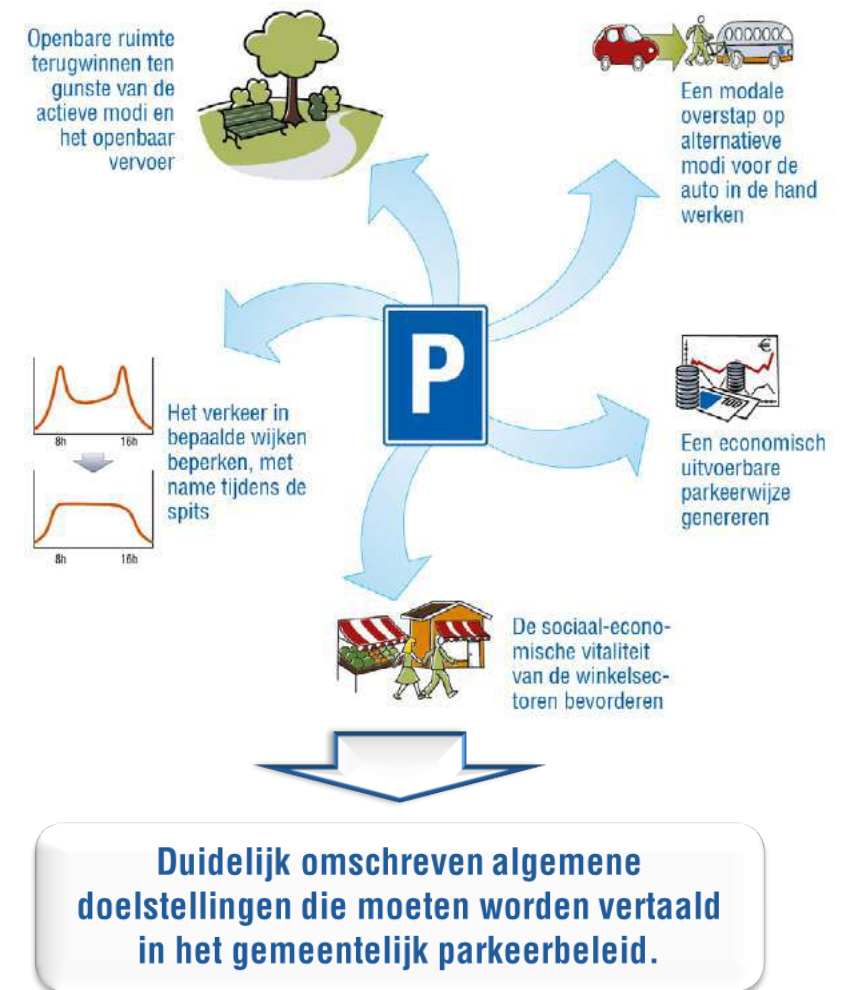 Openbare ruimte
terugwinnen ten
gunste van de
actieve modi en
het openbaar
vervoer
Een modale
overstap op
alternatieve
modi voor de
auto in de hand
werken
P
€
100
Een economisch
uitvoerbare
parkeerwijze
genereren
8h 16h
8h 16h
Het verkeer in
bepaalde wijken
beperken, met
name tijdens de
spits
De sociaal-econo-
mische vitaliteit
van de winkelsec-
toren bevorderen
Duidelijk omschreven algemene
doelstellingen die moeten worden vertaald
in het gemeentelijk parkeerbeleid.